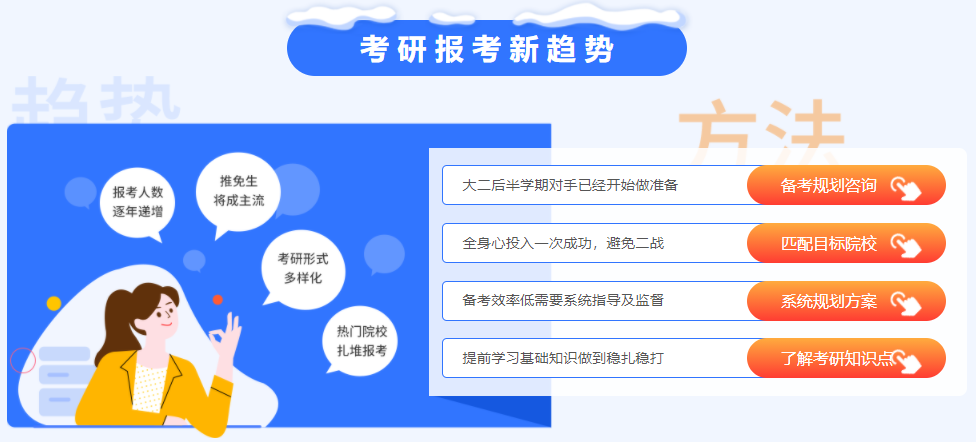 考研报考新趋势
趋势
方法
报考人数
逐年递增
推免生
将成主流
考研形式
多样化
热门院校
扎堆报考
大二后半学期对手已经开始做准备
备考规划咨询
全身心投入一次成功，避免二战
匹配目标院校
备考效率低需要系统指导及监督
系统规划方案
提前学习基础知识做到稳扎稳打
了解考研知识点